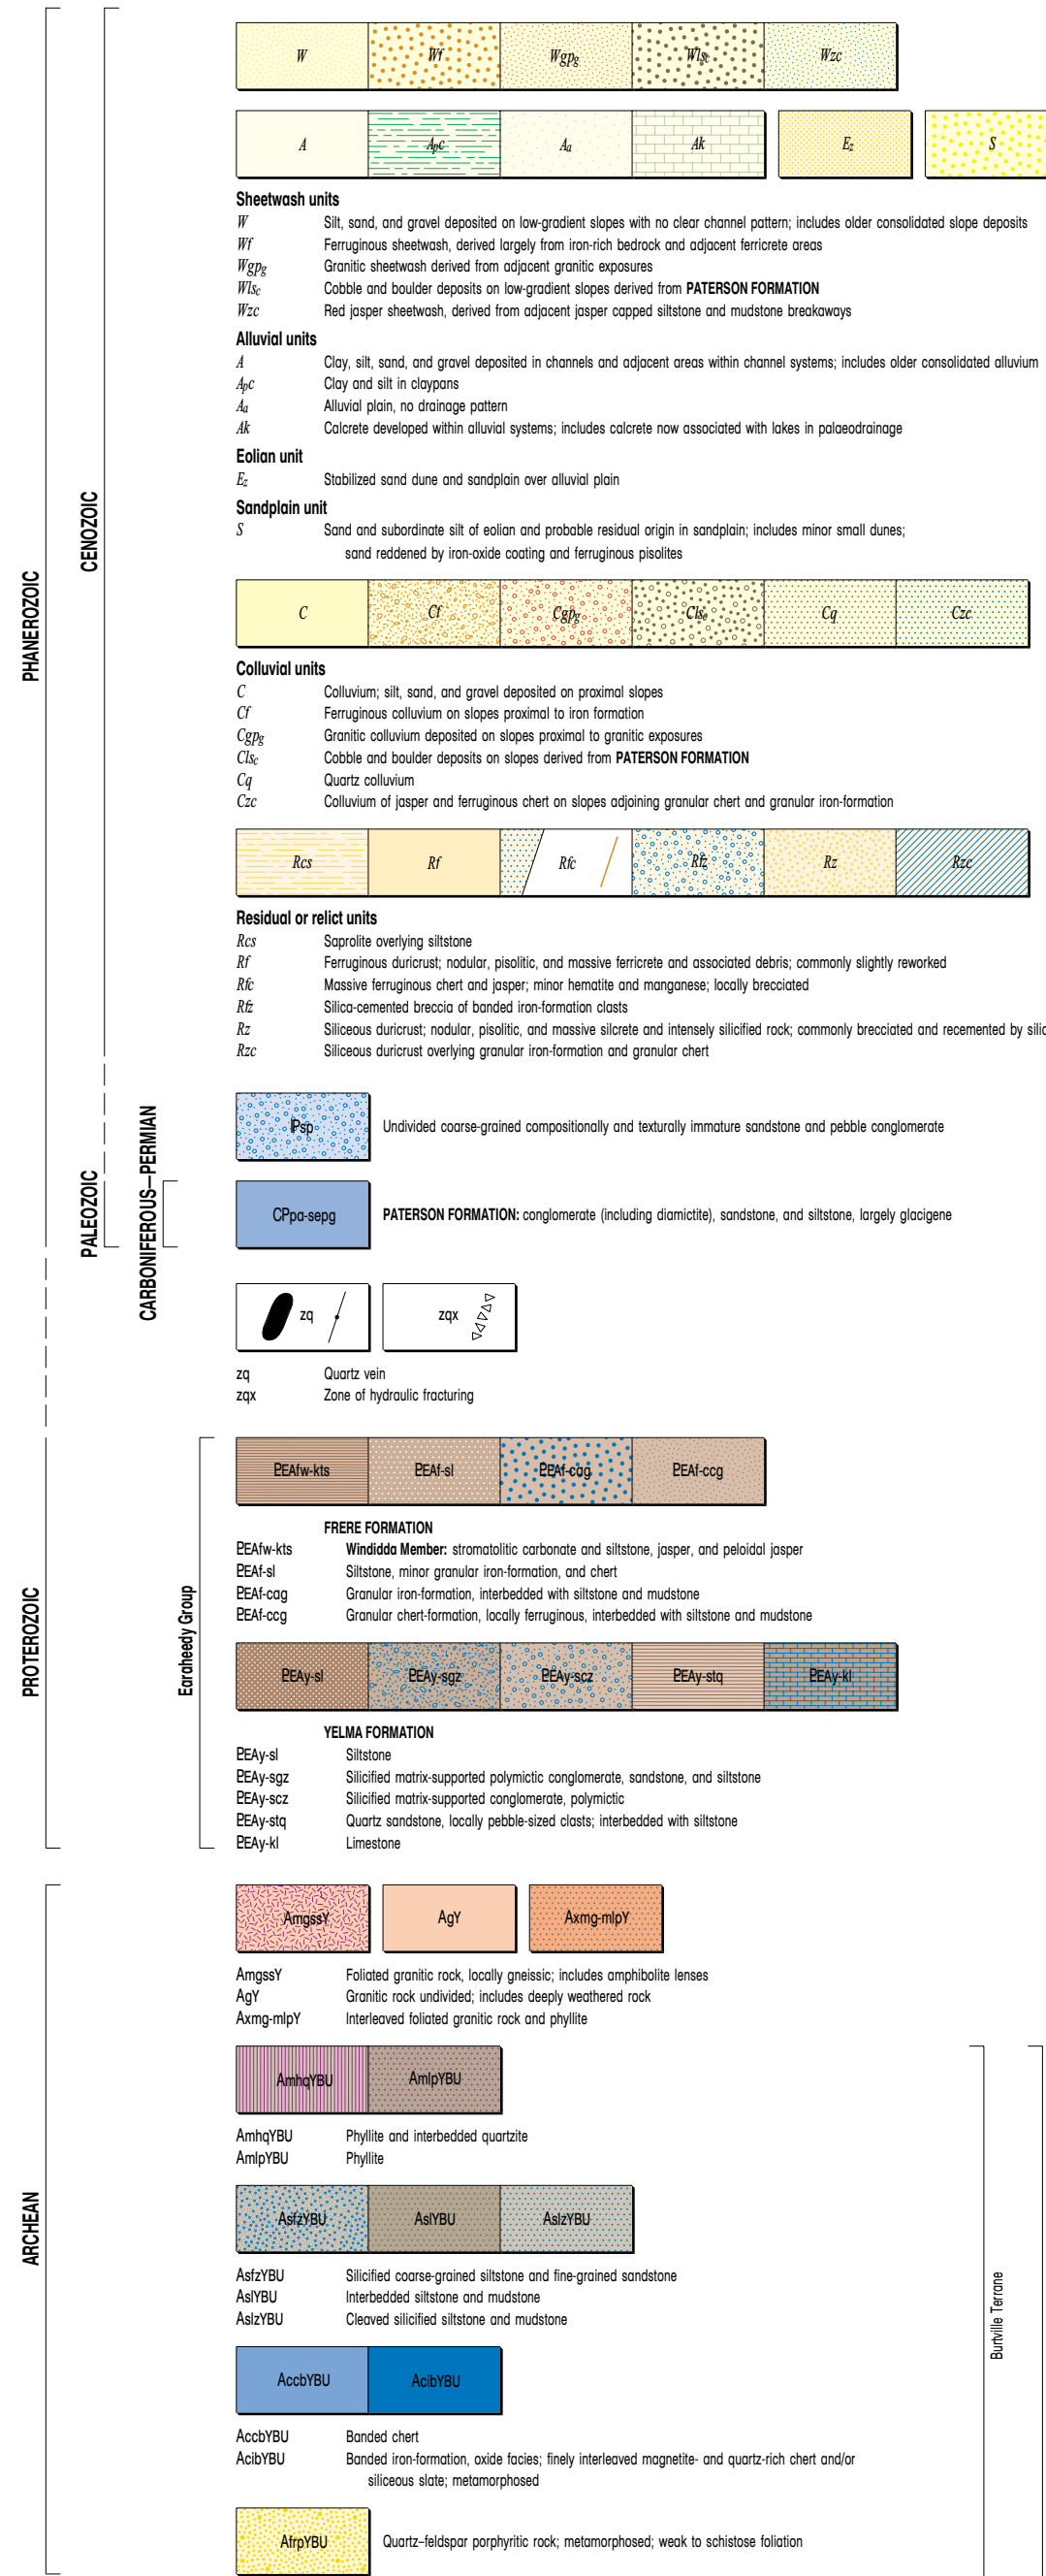 W Wf Wgpg Wlsc Wzc
A Apc Aa Ak Ez S
Sheetwash units
W Silt, sand, and gravel deposited on low-gradient slopes with no clear channel pattern; includes older consolidated slope deposits
Wf Ferruginous sheetwash, derived largely from iron-rich bedrock and adjacent ferricrete areas
Wgpg Granitic sheetwash derived from adjacent granitic exposures
Wlsc Cobble and boulder deposits on low-gradient slopes derived from PATERSON FORMATION
Wzc Red jasper sheetwash, derived from adjacent jasper capped siltstone and mudstone breakaways
Alluvial units
A Clay, silt, sand, and gravel deposited in channels and adjacent areas within channel systems; includes older consolidated alluvium
Apc Clay and silt in claypans
Aa Alluvial plain, no drainage pattern
Ak Calcrete developed within alluvial systems; includes calcrete now associated with lakes in palaeodrainage
Eolian unit
Ez Stabilized sand dune and sandplain over alluvial plain
Sandplain unit
S Sand and subordinate silt of eolian and probable residual origin in sandplain; includes minor small dunes;
sand reddened by iron-oxide coating and ferruginous pisolites
PHANEROZOIC
CENOZOIC
C Cf Cgpg Clsc Cq Czc
Colluvial units
C Colluvium; silt, sand, and gravel deposited on proximal slopes
Cf Ferruginous colluvium on slopes proximal to iron formation
Cgpg Granitic colluvium deposited on slopes proximal to granitic exposures
Clsc Cobble and boulder deposits on slopes derived from PATERSON FORMATION
Cq Quartz colluvium
Czc Colluvium of jasper and ferruginous chert on slopes adjoining granular chert and granular iron-formation
Rcs Rf Rfc Rfz Rz Rzc
Residual or relict units
Rcs Saprolite overlying siltstone
Rf Ferruginous duricrust; nodular, pisolitic, and massive ferricrete and associated debris; commonly slightly reworked
Rfc Massive ferruginous chert and jasper; minor hematite and manganese; locally brecciated
Rfz Silica-cemented breccia of banded iron-formation clasts
Rz Siliceous duricrust; nodular, pisolitic, and massive silcrete and intensely silicified rock; commonly brecciated and recemented by silic
Rzc Siliceous duricrust overlying granular iron-formation and granular chert
PALEOZOIC
CARBONIFEROUS–PERMIAN
Psp Undivided coarse-grained compositionally and texturally immature sandstone and pebble conglomerate
CPpa-sepg PATERSON FORMATION: conglomerate (including diamictite), sandstone, and siltstone, largely glacigene
zq zqx
zq Quartz vein
zqx Zone of hydraulic fracturing
PROTEROZOIC
Earaheedy Group
PEAfw-kts PEAf-sl PEAf-cag PEAf-ccg
FRERE FORMATION
PEAfw-kts Windidda Member: stromatolitic carbonate and siltstone, jasper, and peloidal jasper
PEAf-sl Siltstone, minor granular iron-formation, and chert
PEAf-cag Granular iron-formation, interbedded with siltstone and mudstone
PEAf-ccg Granular chert-formation, locally ferruginous, interbedded with siltstone and mudstone
PEAy-sl PEAy-sgz PEAy-scz PEAy-stq PEAy-kl
YELMA FORMATION
PEAy-sl Siltstone
PEAy-sgz Silicified matrix-supported polymictic conglomerate, sandstone, and siltstone
PEAy-scz Silicified matrix-supported conglomerate, polymictic
PEAy-stq Quartz sandstone, locally pebble-sized clasts; interbedded with siltstone
PEAy-kl Limestone
ARCHEAN
AmgssY AgY Axmg-mlpY
AmgssY Foliated granitic rock, locally gneissic; includes amphibolite lenses
AgY Granitic rock undivided; includes deeply weathered rock
Axmg-mlpY Interleaved foliated granitic rock and phyllite
AmhqYBU AmlpYBU
AmhqYBU Phyllite and interbedded quartzite
AmlpYBU Phyllite
AsfzYBU AslYBU AslzYBU
AsfzYBU Silicified coarse-grained siltstone and fine-grained sandstone
AslYBU Interbedded siltstone and mudstone
AslzYBU Cleaved silicified siltstone and mudstone
Burtville Terrane
AccbYBU AcibYBU
AccbYBU Banded chert
AcibYBU Banded iron-formation, oxide facies; finely interleaved magnetite- and quartz-rich chert and/or
siliceous slate; metamorphosed
AfrpYBU Quartz–feldspar porphyritic rock; metamorphosed; weak to schistose foliation